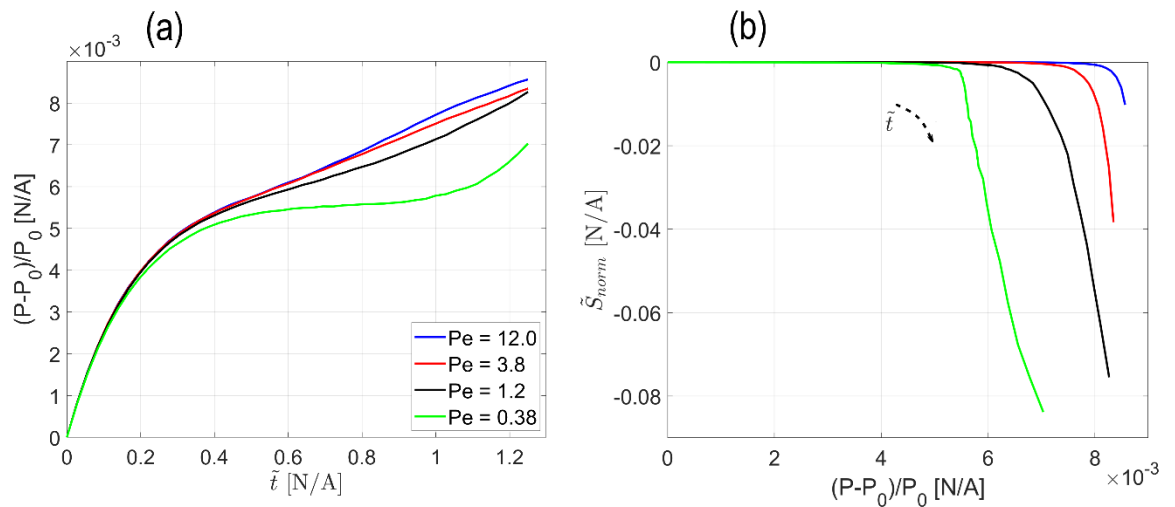 (a)
×10⁻³
8
7
6
5
4
3
2
1
0
(P-P₀)/P₀ [N/A]
0
0.2
0.4
0.6
0.8
1
1.2
t̃ [N/A]
Pe = 12.0
Pe = 3.8
Pe = 1.2
Pe = 0.38
(b)
0
-0.02
-0.04
-0.06
-0.08
S̃norm [N/A]
t̃
0
2
4
6
8
×10⁻³
(P-P₀)/P₀ [N/A]